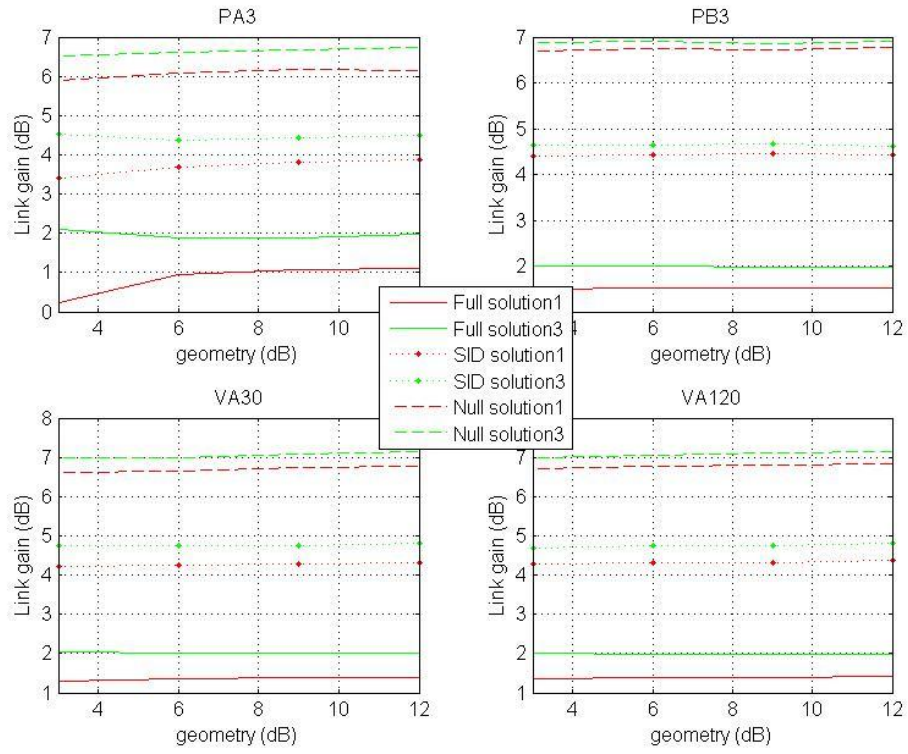 PA3
7
6
5
4
3
2
1
0
Link gain (dB)
4 6 8 10 12
geometry (dB)
PB3
7
6
5
4
3
2
Link gain (dB)
4 6 8 10 12
geometry (dB)
Full solution1
Full solution3
SID solution1
SID solution3
Null solution1
Null solution3
VA30
8
7
6
5
4
3
2
1
Link gain (dB)
4 6 8 10 12
geometry (dB)
VA120
8
7
6
5
4
3
2
1
Link gain (dB)
4 6 8 10 12
geometry (dB)